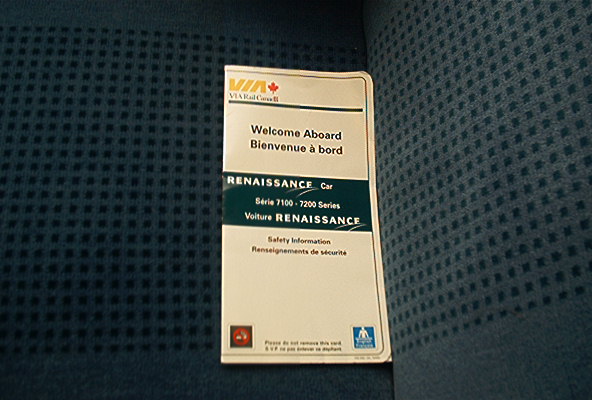 VIA
VIA Rail Canada
Welcome Aboard
Bienvenue à bord
RENAISSANCE Car
Série 7100 - 7200 Series
Voiture RENAISSANCE
Safety Information
Renseignements de sécurité
Please do not remove this card.
S.V.P. ne pas enlever ce dépliant.